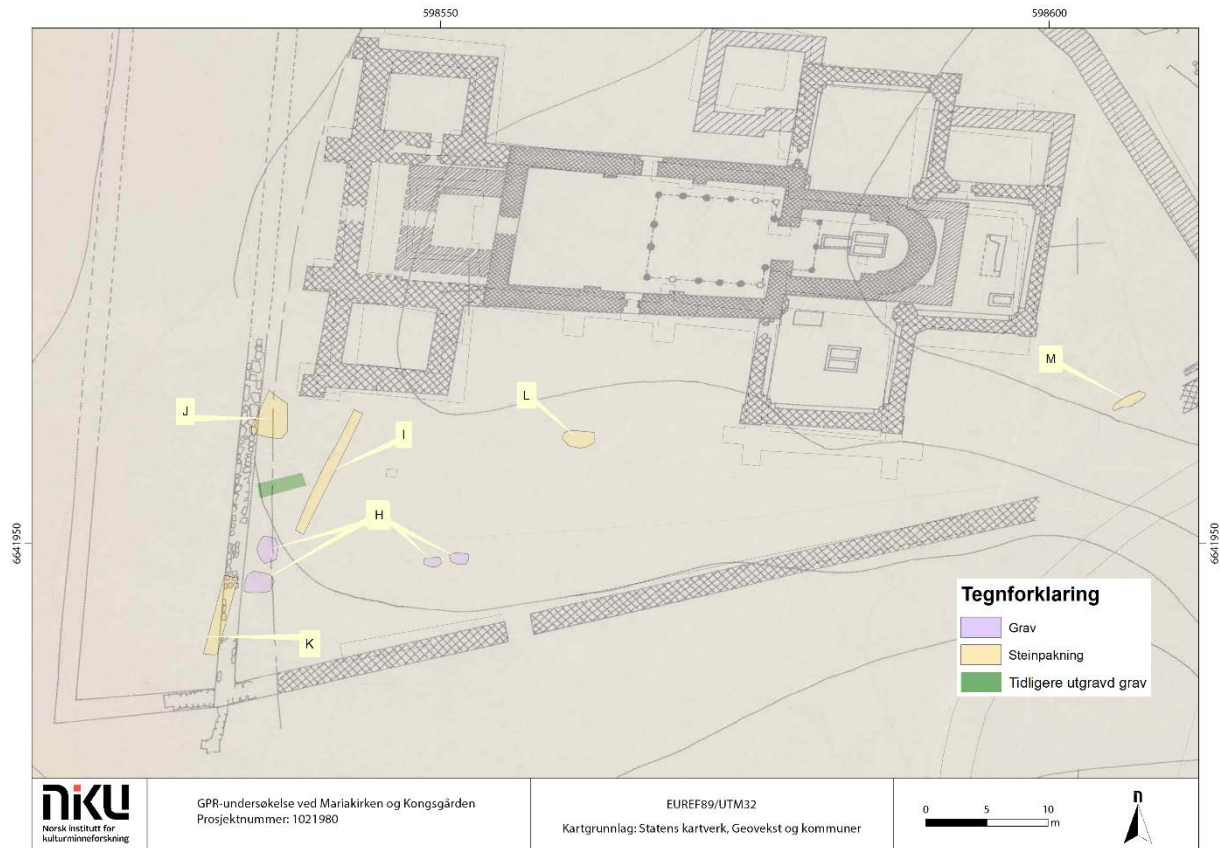 598550
598600
6641950
6641950
J
I
L
M
H
K
Tegnforklaring
Grav
Steinpakning
Tidligere utgravd grav
NIKU
Norsk institutt for
kulturminneforskning
GPR-undersøkelse ved Mariakirken og Kongsgården
Prosjektnummer: 1021980
EUREF89/UTM32
Kartgrunnlag: Statens kartverk, Geovekst og kommuner
0 5 10
m
n